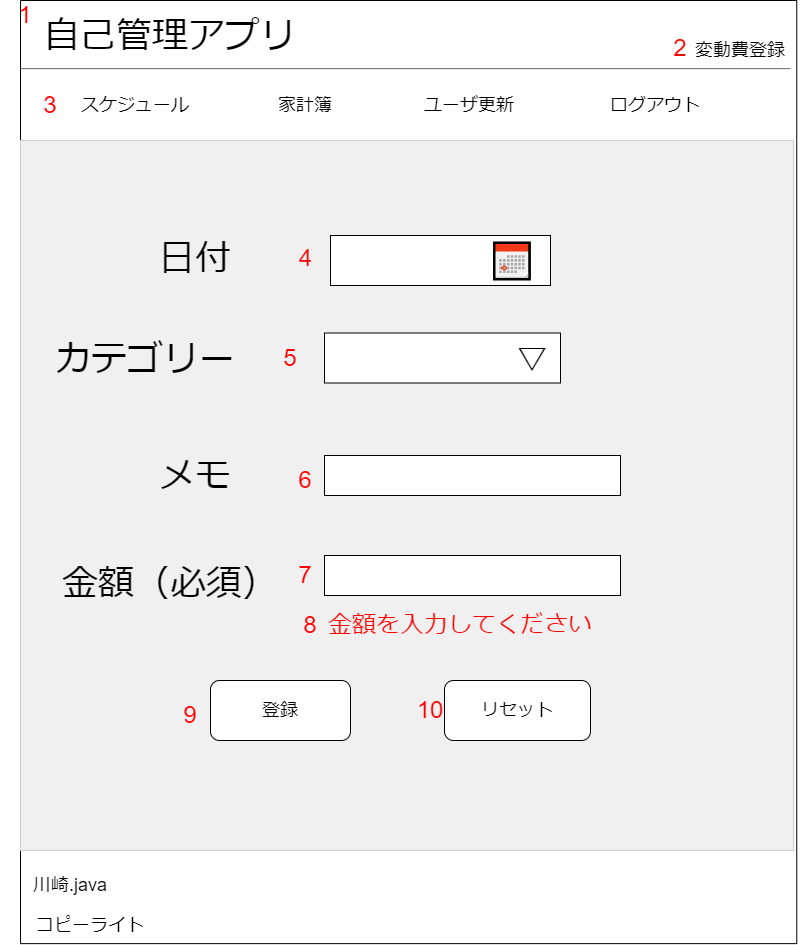 1 自己管理アプリ
2 変動費登録
3 スケジュール 家計簿 ユーザ更新 ログアウト
日付 4
カテゴリー 5
メモ 6
金額（必須） 7
8 金額を入力してください
9 登録 10 リセット
川崎.java
コピーライト